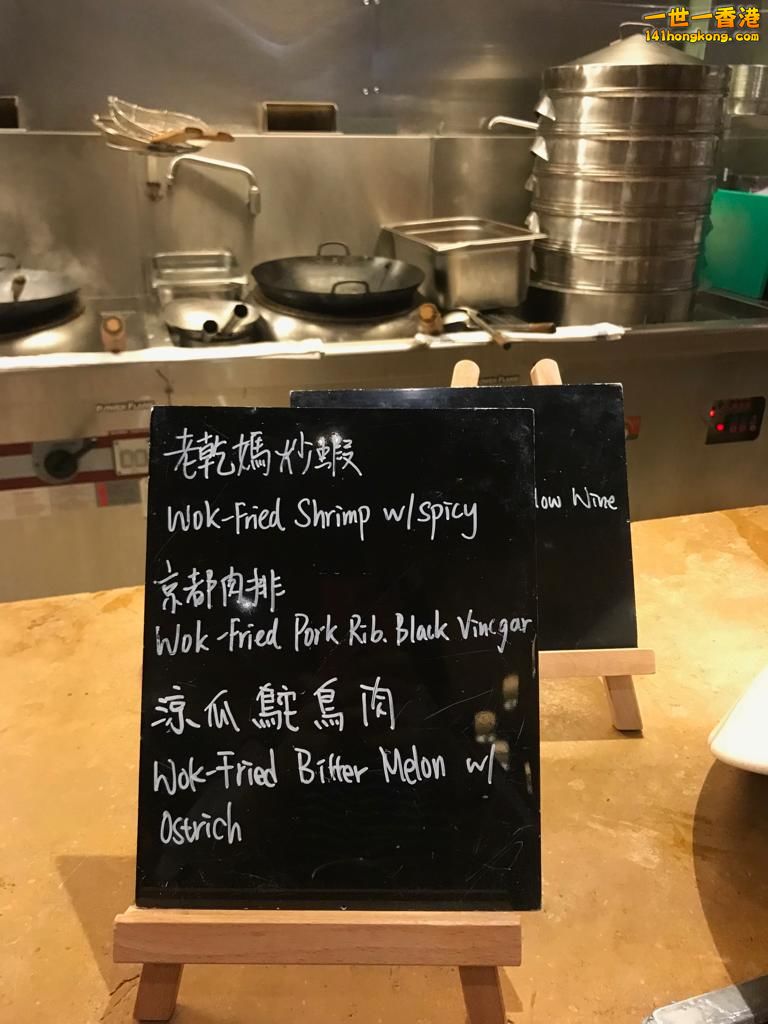 一世一香港
141hongkong.com
老乾媽炒蝦
Wok-Fried Shrimp w/spicy
京都肉排
Wok-fried Pork Rib. Black Vinegar
涼瓜鴕鳥肉
Wok-Fried Bitter Melon w/
Ostrich
low Wine